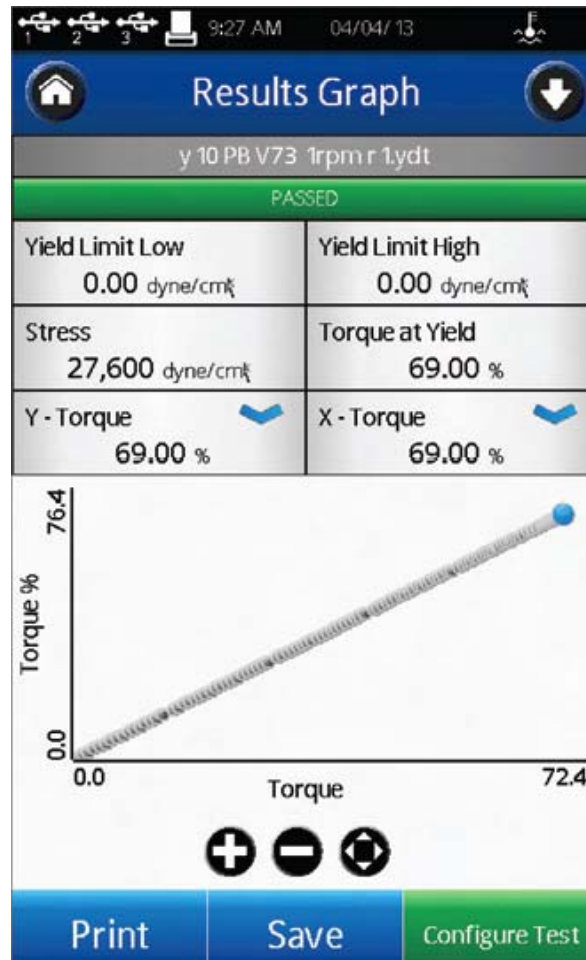 1 2 3 9:27 AM 04/04/13 F
Results Graph
y 10 PB V73 1rpm r 1.ydt
PASSED
Yield Limit Low Yield Limit High
0.00 dyne/cm² 0.00 dyne/cm²
Stress Torque at Yield
27,600 dyne/cm² 69.00 %
Y - Torque X - Torque
69.00 % 69.00 %
76.4
Torque %
0.0
0.0 Torque 72.4
Print Save Configure Test